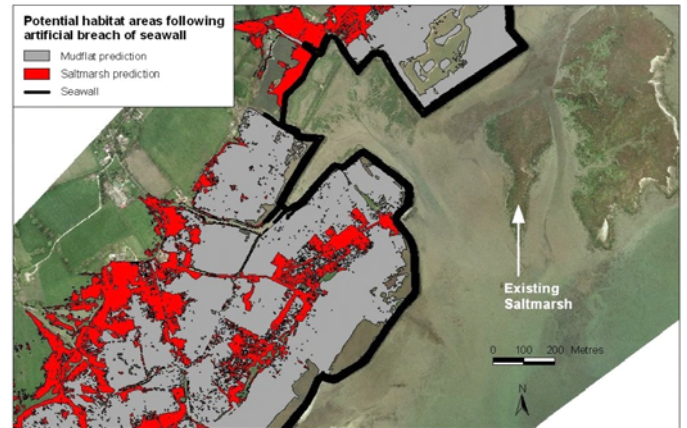 Potential habitat areas following
artificial breach of seawall
Mudflat prediction
Saltmarsh prediction
Seawall
Existing
Saltmarsh
0 100 200 Metres
N